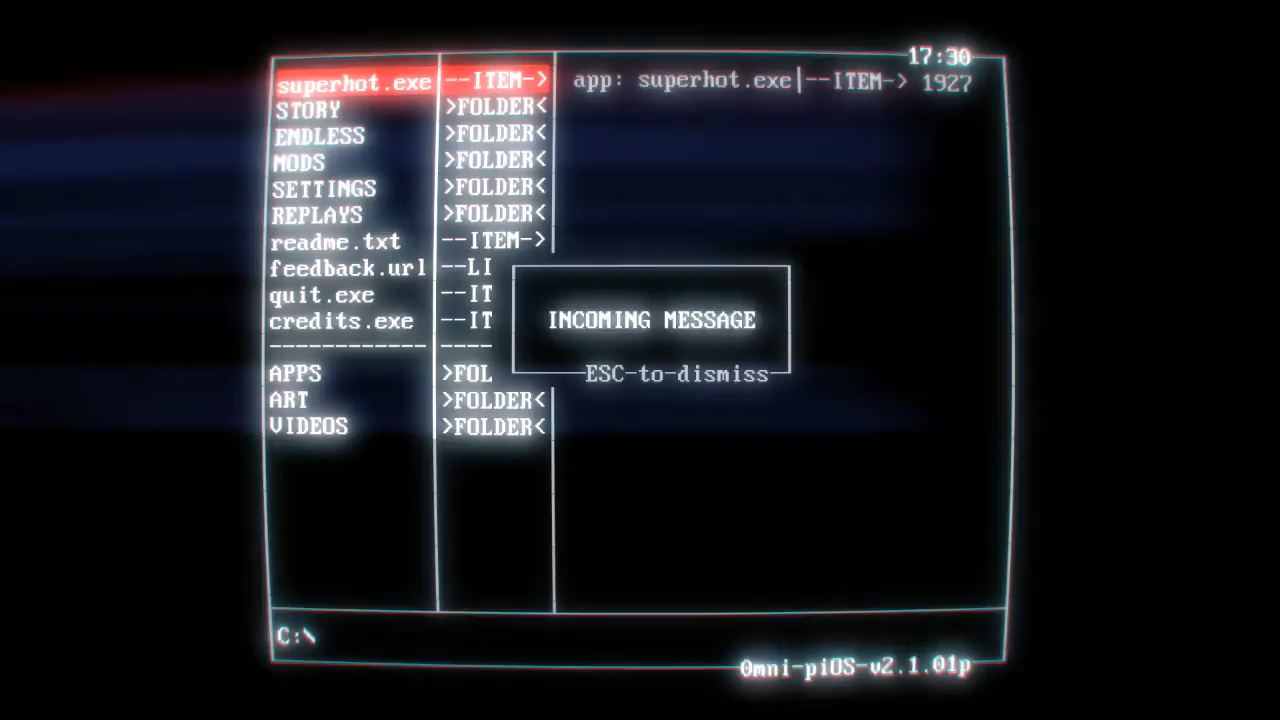 17:30
superhot.exe --ITEM-> app: superhot.exe|--ITEM-> 1927
STORY >FOLDER<
ENDLESS >FOLDER<
MODS >FOLDER<
SETTINGS >FOLDER<
REPLAYS >FOLDER<
readme.txt --ITEM->
feedback.url --LI
quit.exe --IT
credits.exe --IT
INCOMING MESSAGE
------------ ----
APPS >FOL
ESC-to-dismiss
ART >FOLDER<
VIDEOS >FOLDER<
C:\
Omni-piOS-v2.1.01p